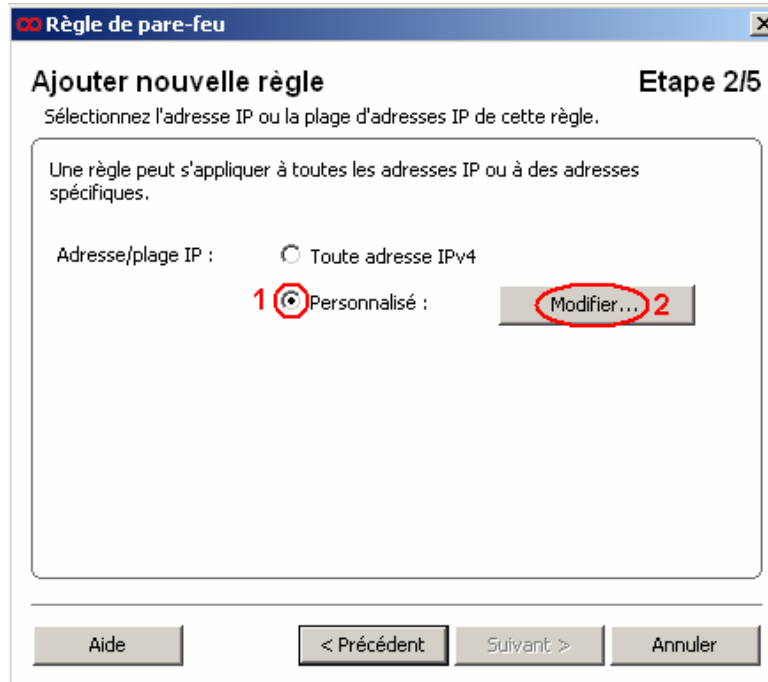 Règle de pare-feu
Ajouter nouvelle règle Etape 2/5
Sélectionnez l'adresse IP ou la plage d'adresses IP de cette règle.
Une règle peut s'appliquer à toutes les adresses IP ou à des adresses
spécifiques.
Adresse/plage IP : Toute adresse IPv4
1 Personnalisé : Modifier... 2
Aide < Précédent Suivant > Annuler